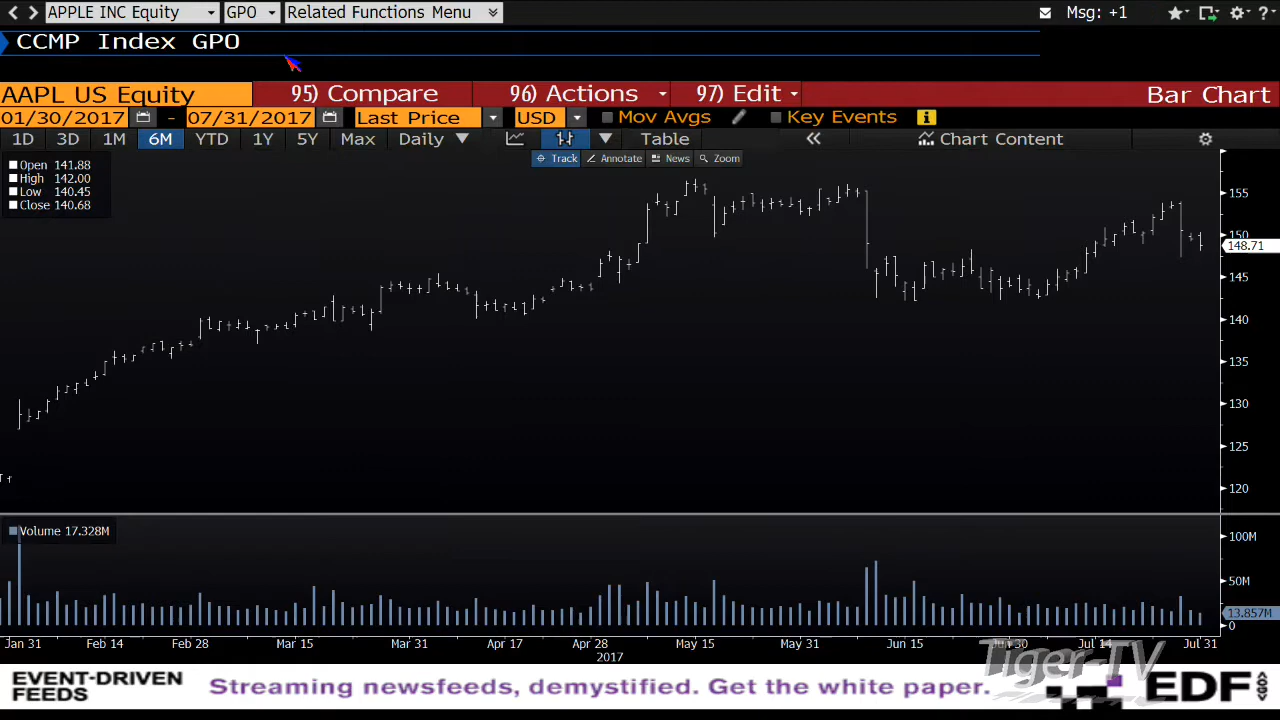 APPLE INC Equity GPO Related Functions Menu Msg: +1
CCMP Index GPO
AAPL US Equity 95) Compare 96) Actions 97) Edit Bar Chart
01/30/2017 - 07/31/2017 Last Price USD Mov Avgs Key Events
1D 3D 1M 6M YTD 1Y 5Y Max Daily Table Chart Content
Track Annotate News Zoom
Open 141.88
High 142.00
Low 140.45
Close 140.68
155
150
148.71
145
140
135
130
125
120
Volume 17.328M
100M
50M
13.857M
0
Jan 31 Feb 14 Feb 28 Mar 15 Mar 31 Apr 17 Apr 28 May 15 May 31 Jun 15 Jun 30 Jul 14 Jul 31
2017
Tiger-TV
EVENT-DRIVEN
FEEDS
Streaming newsfeeds, demystified. Get the white paper.
EDF